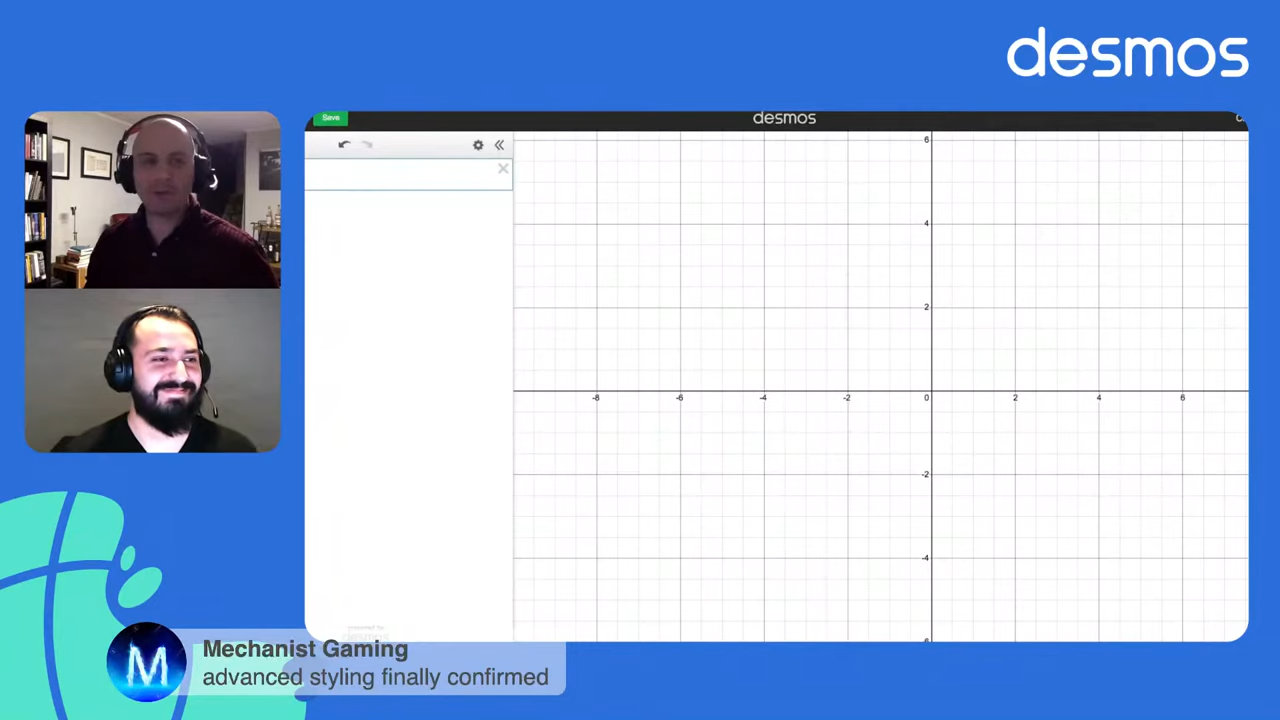 desmos
Save
desmos
6
4
2
-8
-6
-4
-2
0
2
4
6
-2
-4
desmos
Mechanist Gaming
advanced styling finally confirmed
M